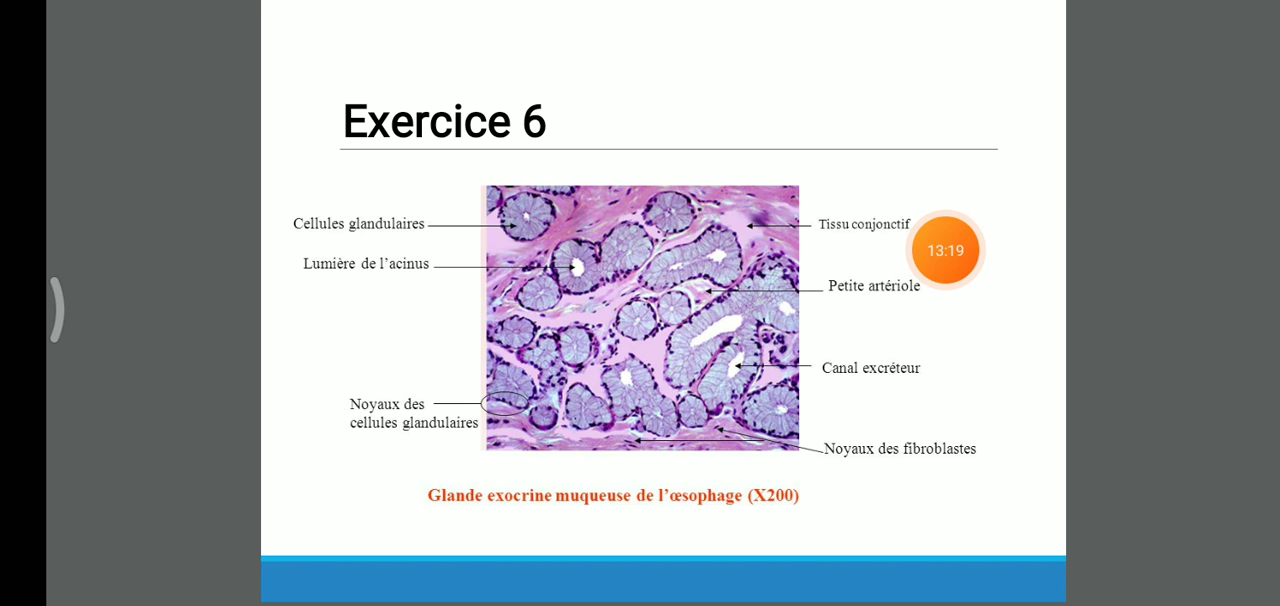 Exercice 6
Cellules glandulaires
Tissu conjonctif
13:19
Lumière de l’acinus
Petite artériole
Canal excréteur
Noyaux des
cellules glandulaires
Noyaux des fibroblastes
Glande exocrine muqueuse de l’œsophage (X200)